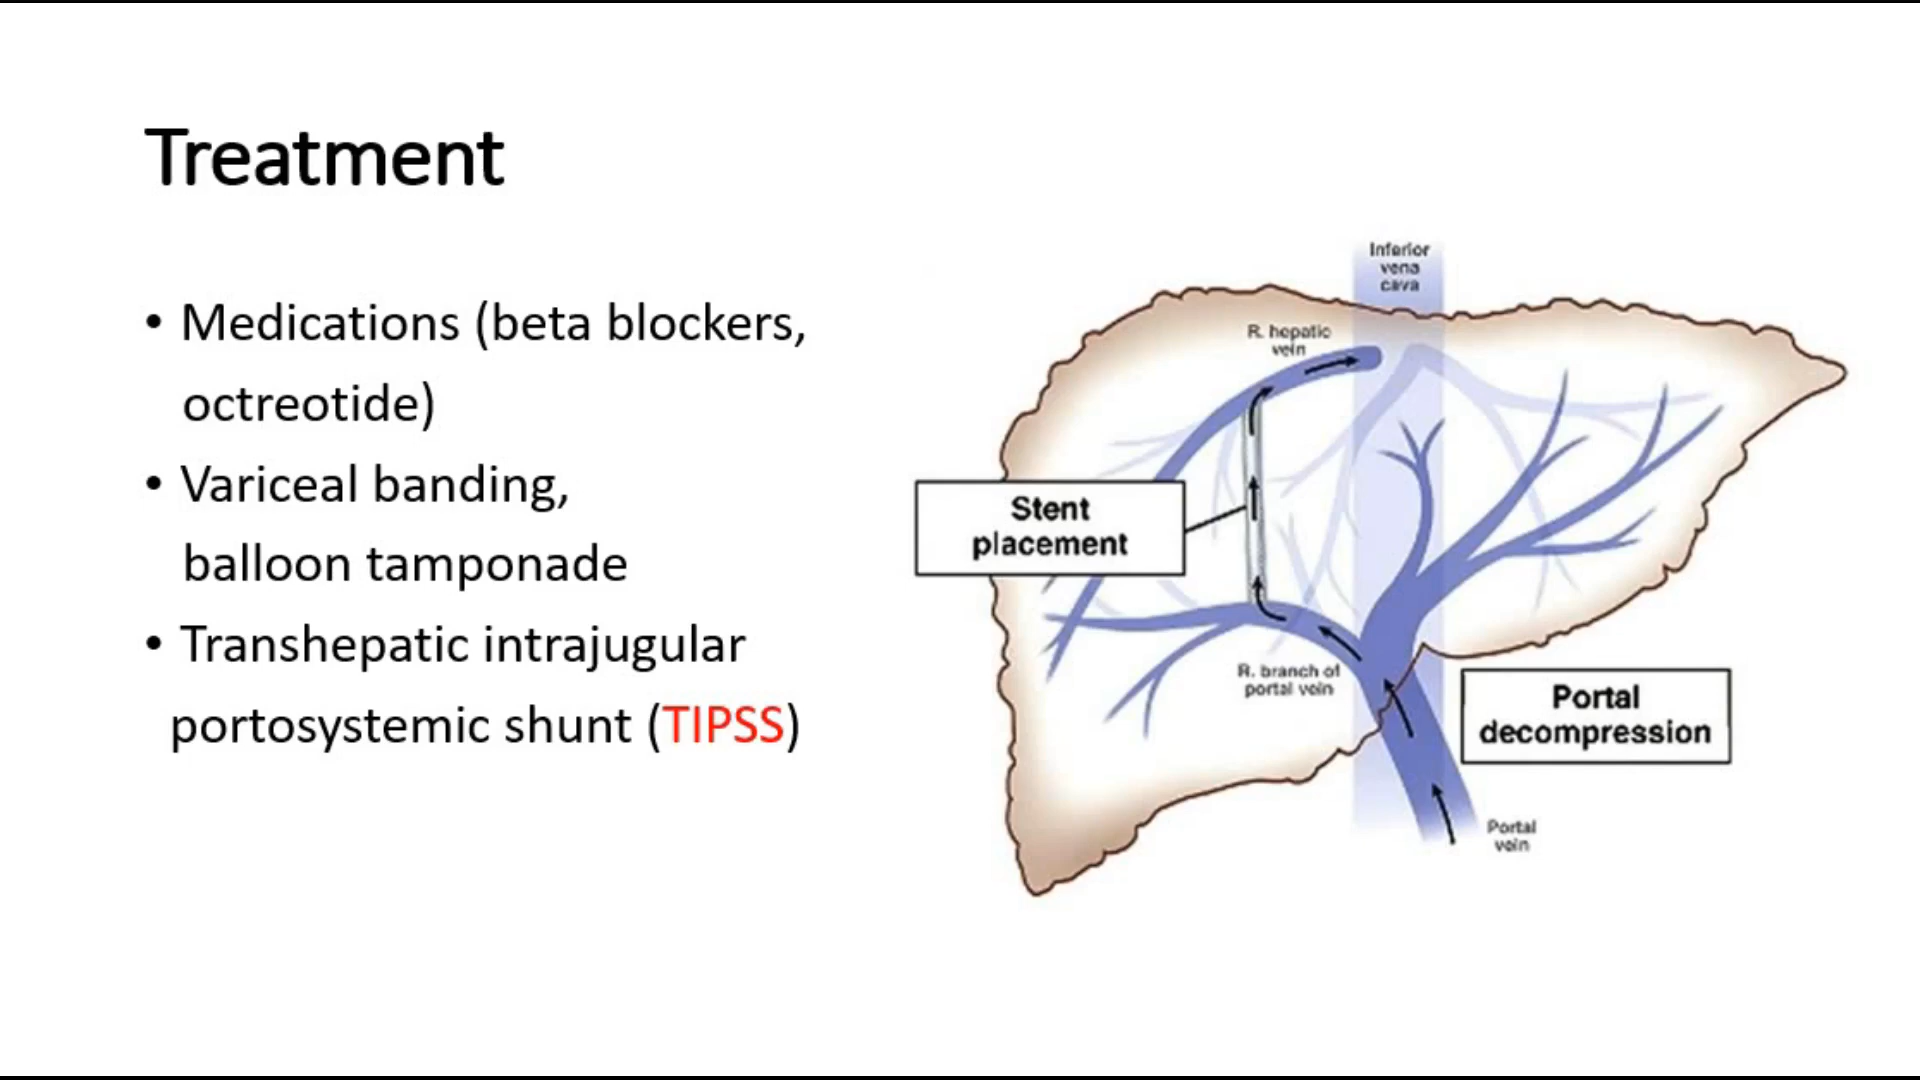 Treatment
• Medications (beta blockers,
octreotide)
• Variceal banding,
balloon tamponade
• Transhepatic intrajugular
portosystemic shunt (TIPSS)
Inferior
vena
cava
R. hepatic
vein
Stent
placement
R. branch of
portal vein
Portal
decompression
Portal
vein